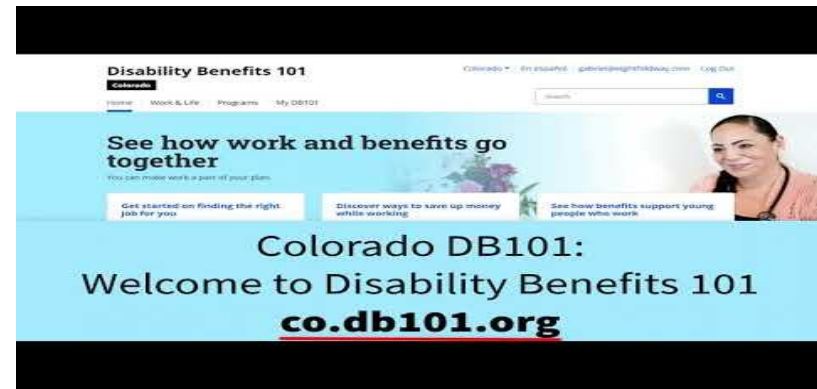 Disability Benefits 101
Colorado
Colorado En español Log Out
Home Work & Life Programs My DB101
Search
See how work and benefits go
together
You can make work a part of your plan.
Get started on finding the right
job for you
Discover ways to save up money
while working
See how benefits support young
people who work
Colorado DB101:
Welcome to Disability Benefits 101
co.db101.org